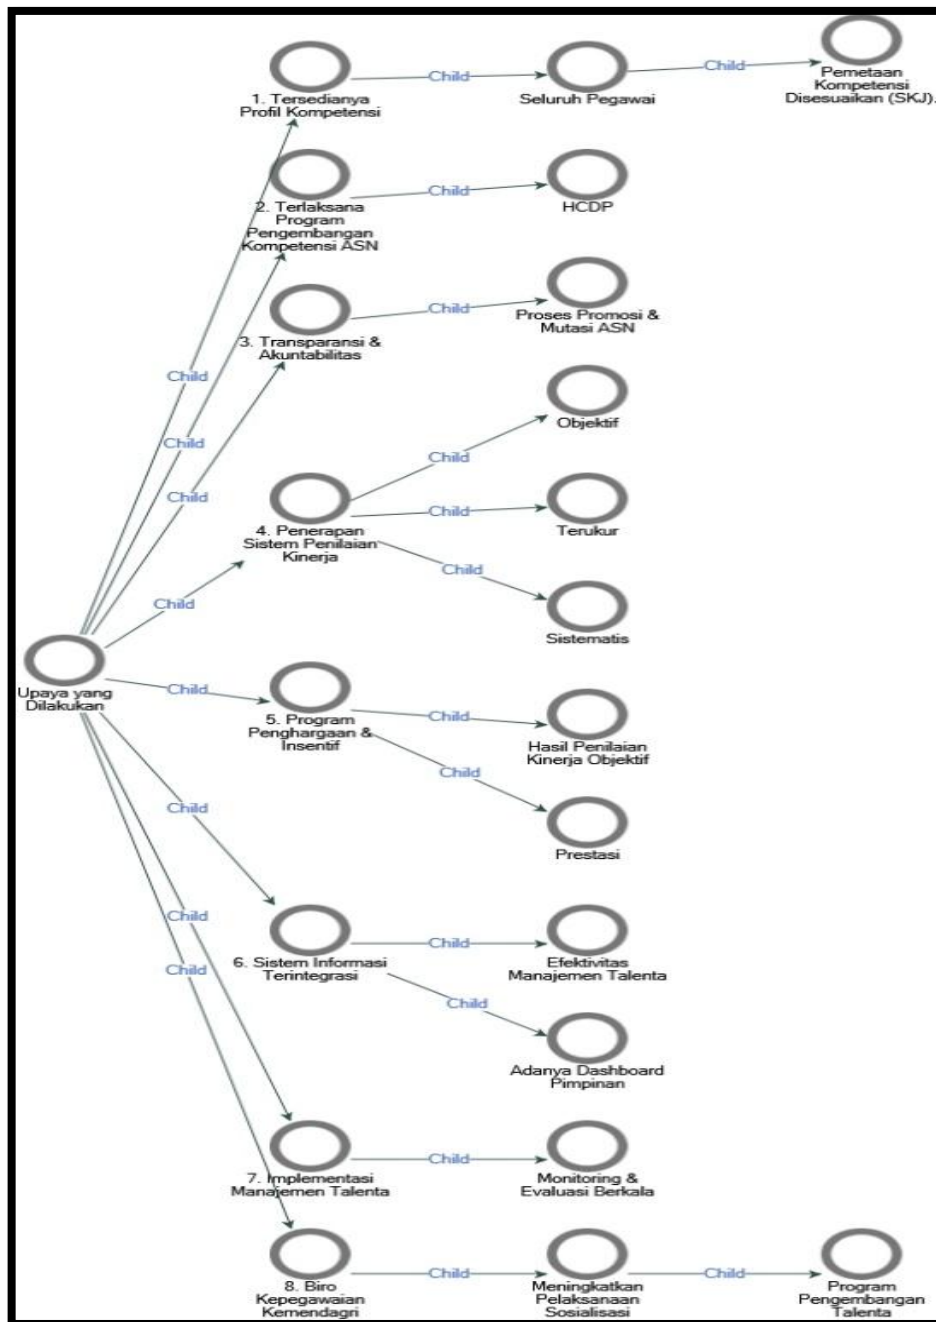 Child
Child
1. Tersedianya
Profil Kompetensi
Seluruh Pegawai
Pemetaan
Kompetensi
Disesuaikan (SKJ).
Child
2. Terlaksana
Program
Pengembangan
Kompetensi ASN
HCDP
Child
3. Transparansi &
Akuntabilitas
Proses Promosi &
Mutasi ASN
Child
Child
Child
Objektif
Child
Child
4. Penerapan
Sistem Penilaian
Kinerja
Child
Terukur
Child
Child
Sistematis
Upaya yang
Dilakukan
Child
5. Program
Penghargaan &
Insentif
Child
Hasil Penilaian
Kinerja Objektif
Child
Prestasi
Child
Child
6. Sistem Informasi
Terintegrasi
Child
Efektivitas
Manajemen Talenta
Child
Child
Adanya Dashboard
Pimpinan
7. Implementasi
Manajemen Talenta
Child
Monitoring &
Evaluasi Berkala
8. Biro
Kepegawaian
Kemendagri
Child
Meningkatkan
Pelaksanaan
Sosialisasi
Child
Program
Pengembangan
Talenta